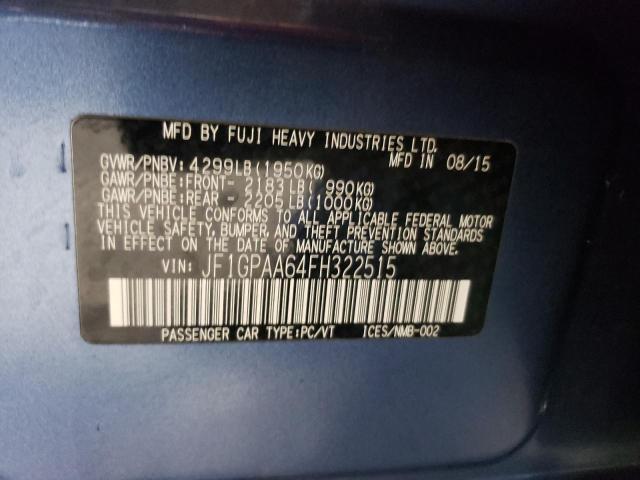 MFD BY FUJI HEAVY INDUSTRIES LTD.
GVWR/PNBV: 4299LB(1950KG) MFD IN 08/15
GAWR/PNBE:FRONT- 2183LB( 990KG)
GAWR/PNBE:REAR - 2205LB(1000KG)
THIS VEHICLE CONFORMS TO ALL APPLICABLE FEDERAL MOTOR
VEHICLE SAFETY, BUMPER, AND THEFT PREVENTION STANDARDS
IN EFFECT ON THE DATE OF MANUFACTURE SHOWN ABOVE.
VIN: JF1GPAA64FH322515
PASSENGER CAR TYPE:PC/VT ICES/NMB-002